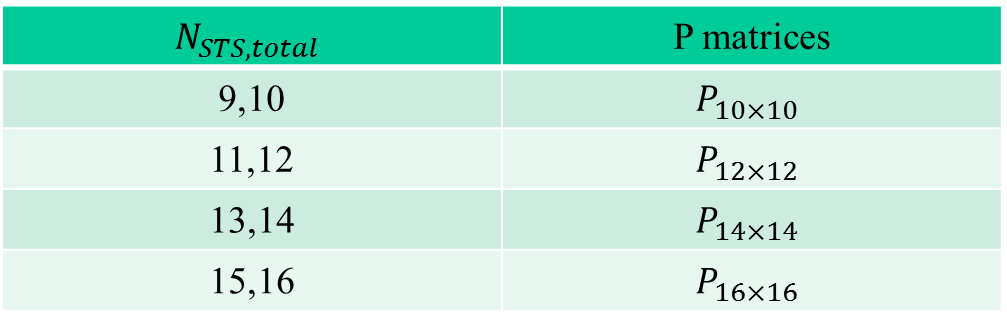 N_{STS,total} P matrices
9,10 P_{10×10}
11,12 P_{12×12}
13,14 P_{14×14}
15,16 P_{16×16}